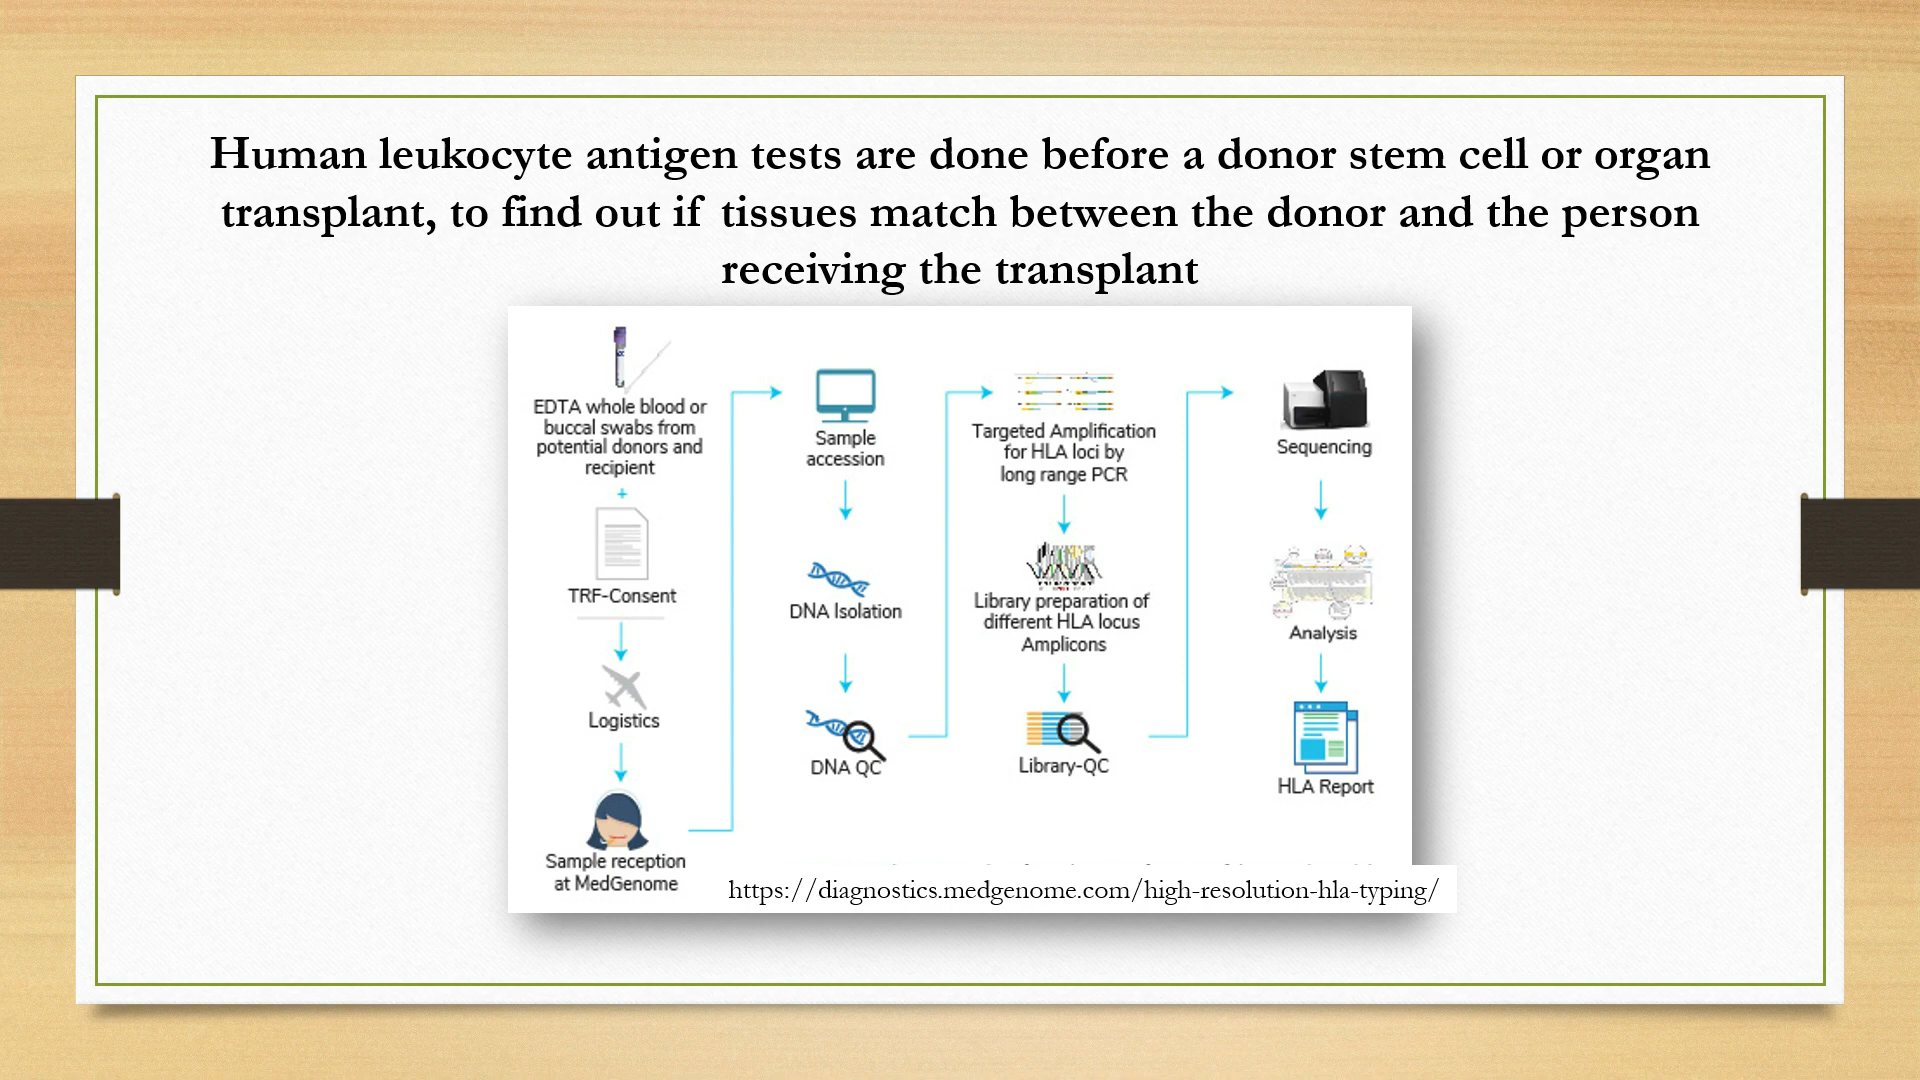 Human leukocyte antigen tests are done before a donor stem cell or organ
transplant, to find out if tissues match between the donor and the person
receiving the transplant
EDTA whole blood or
buccal swabs from
potential donors and
recipient
+
TRF-Consent
Logistics
Sample reception
at MedGenome
Sample
accession
DNA Isolation
DNA QC
Targeted Amplification
for HLA loci by
long range PCR
Library preparation of
different HLA locus
Amplicons
Library-QC
Sequencing
Analysis
HLA Report
https://diagnostics.medgenome.com/high-resolution-hla-typing/